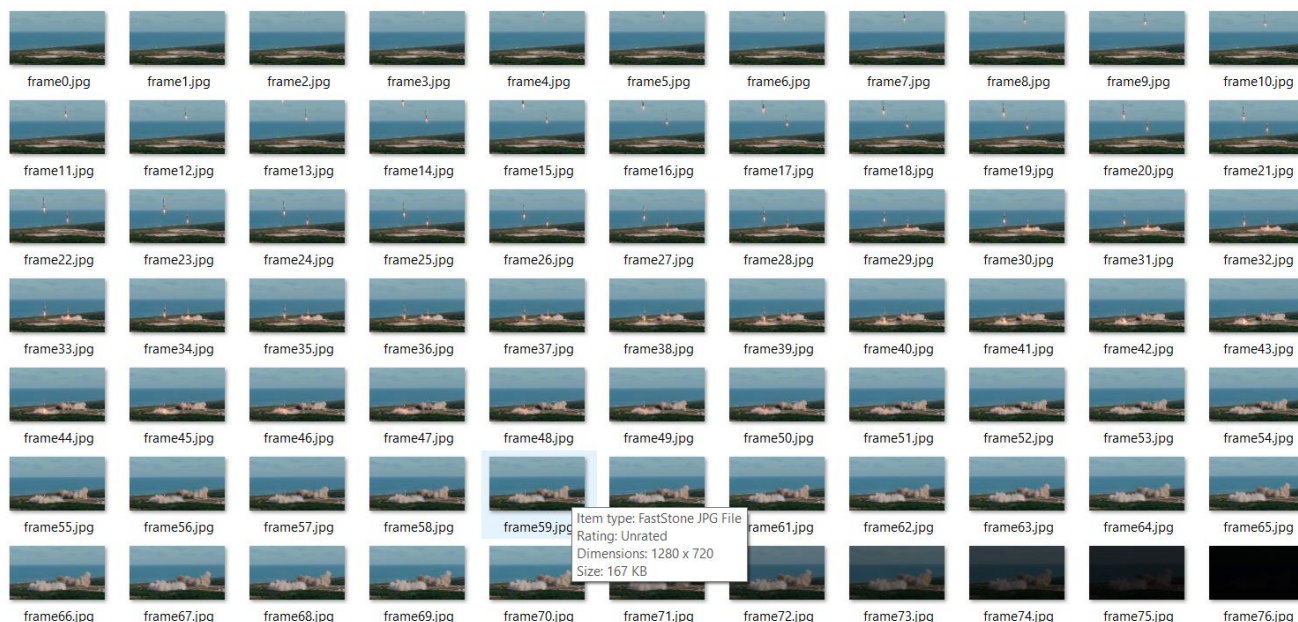 frame0.jpg frame1.jpg frame2.jpg frame3.jpg frame4.jpg frame5.jpg frame6.jpg frame7.jpg frame8.jpg frame9.jpg frame10.jpg
frame11.jpg frame12.jpg frame13.jpg frame14.jpg frame15.jpg frame16.jpg frame17.jpg frame18.jpg frame19.jpg frame20.jpg frame21.jpg
frame22.jpg frame23.jpg frame24.jpg frame25.jpg frame26.jpg frame27.jpg frame28.jpg frame29.jpg frame30.jpg frame31.jpg frame32.jpg
frame33.jpg frame34.jpg frame35.jpg frame36.jpg frame37.jpg frame38.jpg frame39.jpg frame40.jpg frame41.jpg frame42.jpg frame43.jpg
frame44.jpg frame45.jpg frame46.jpg frame47.jpg frame48.jpg frame49.jpg frame50.jpg frame51.jpg frame52.jpg frame53.jpg frame54.jpg
frame55.jpg frame56.jpg frame57.jpg frame58.jpg frame59.jpg frame61.jpg frame62.jpg frame63.jpg frame64.jpg frame65.jpg
Item type: FastStone JPG File
Rating: Unrated
Dimensions: 1280 x 720
Size: 167 KB
frame66.jpg frame67.jpg frame68.jpg frame69.jpg frame70.jpg frame71.jpg frame72.jpg frame73.jpg frame74.jpg frame75.jpg frame76.jpg